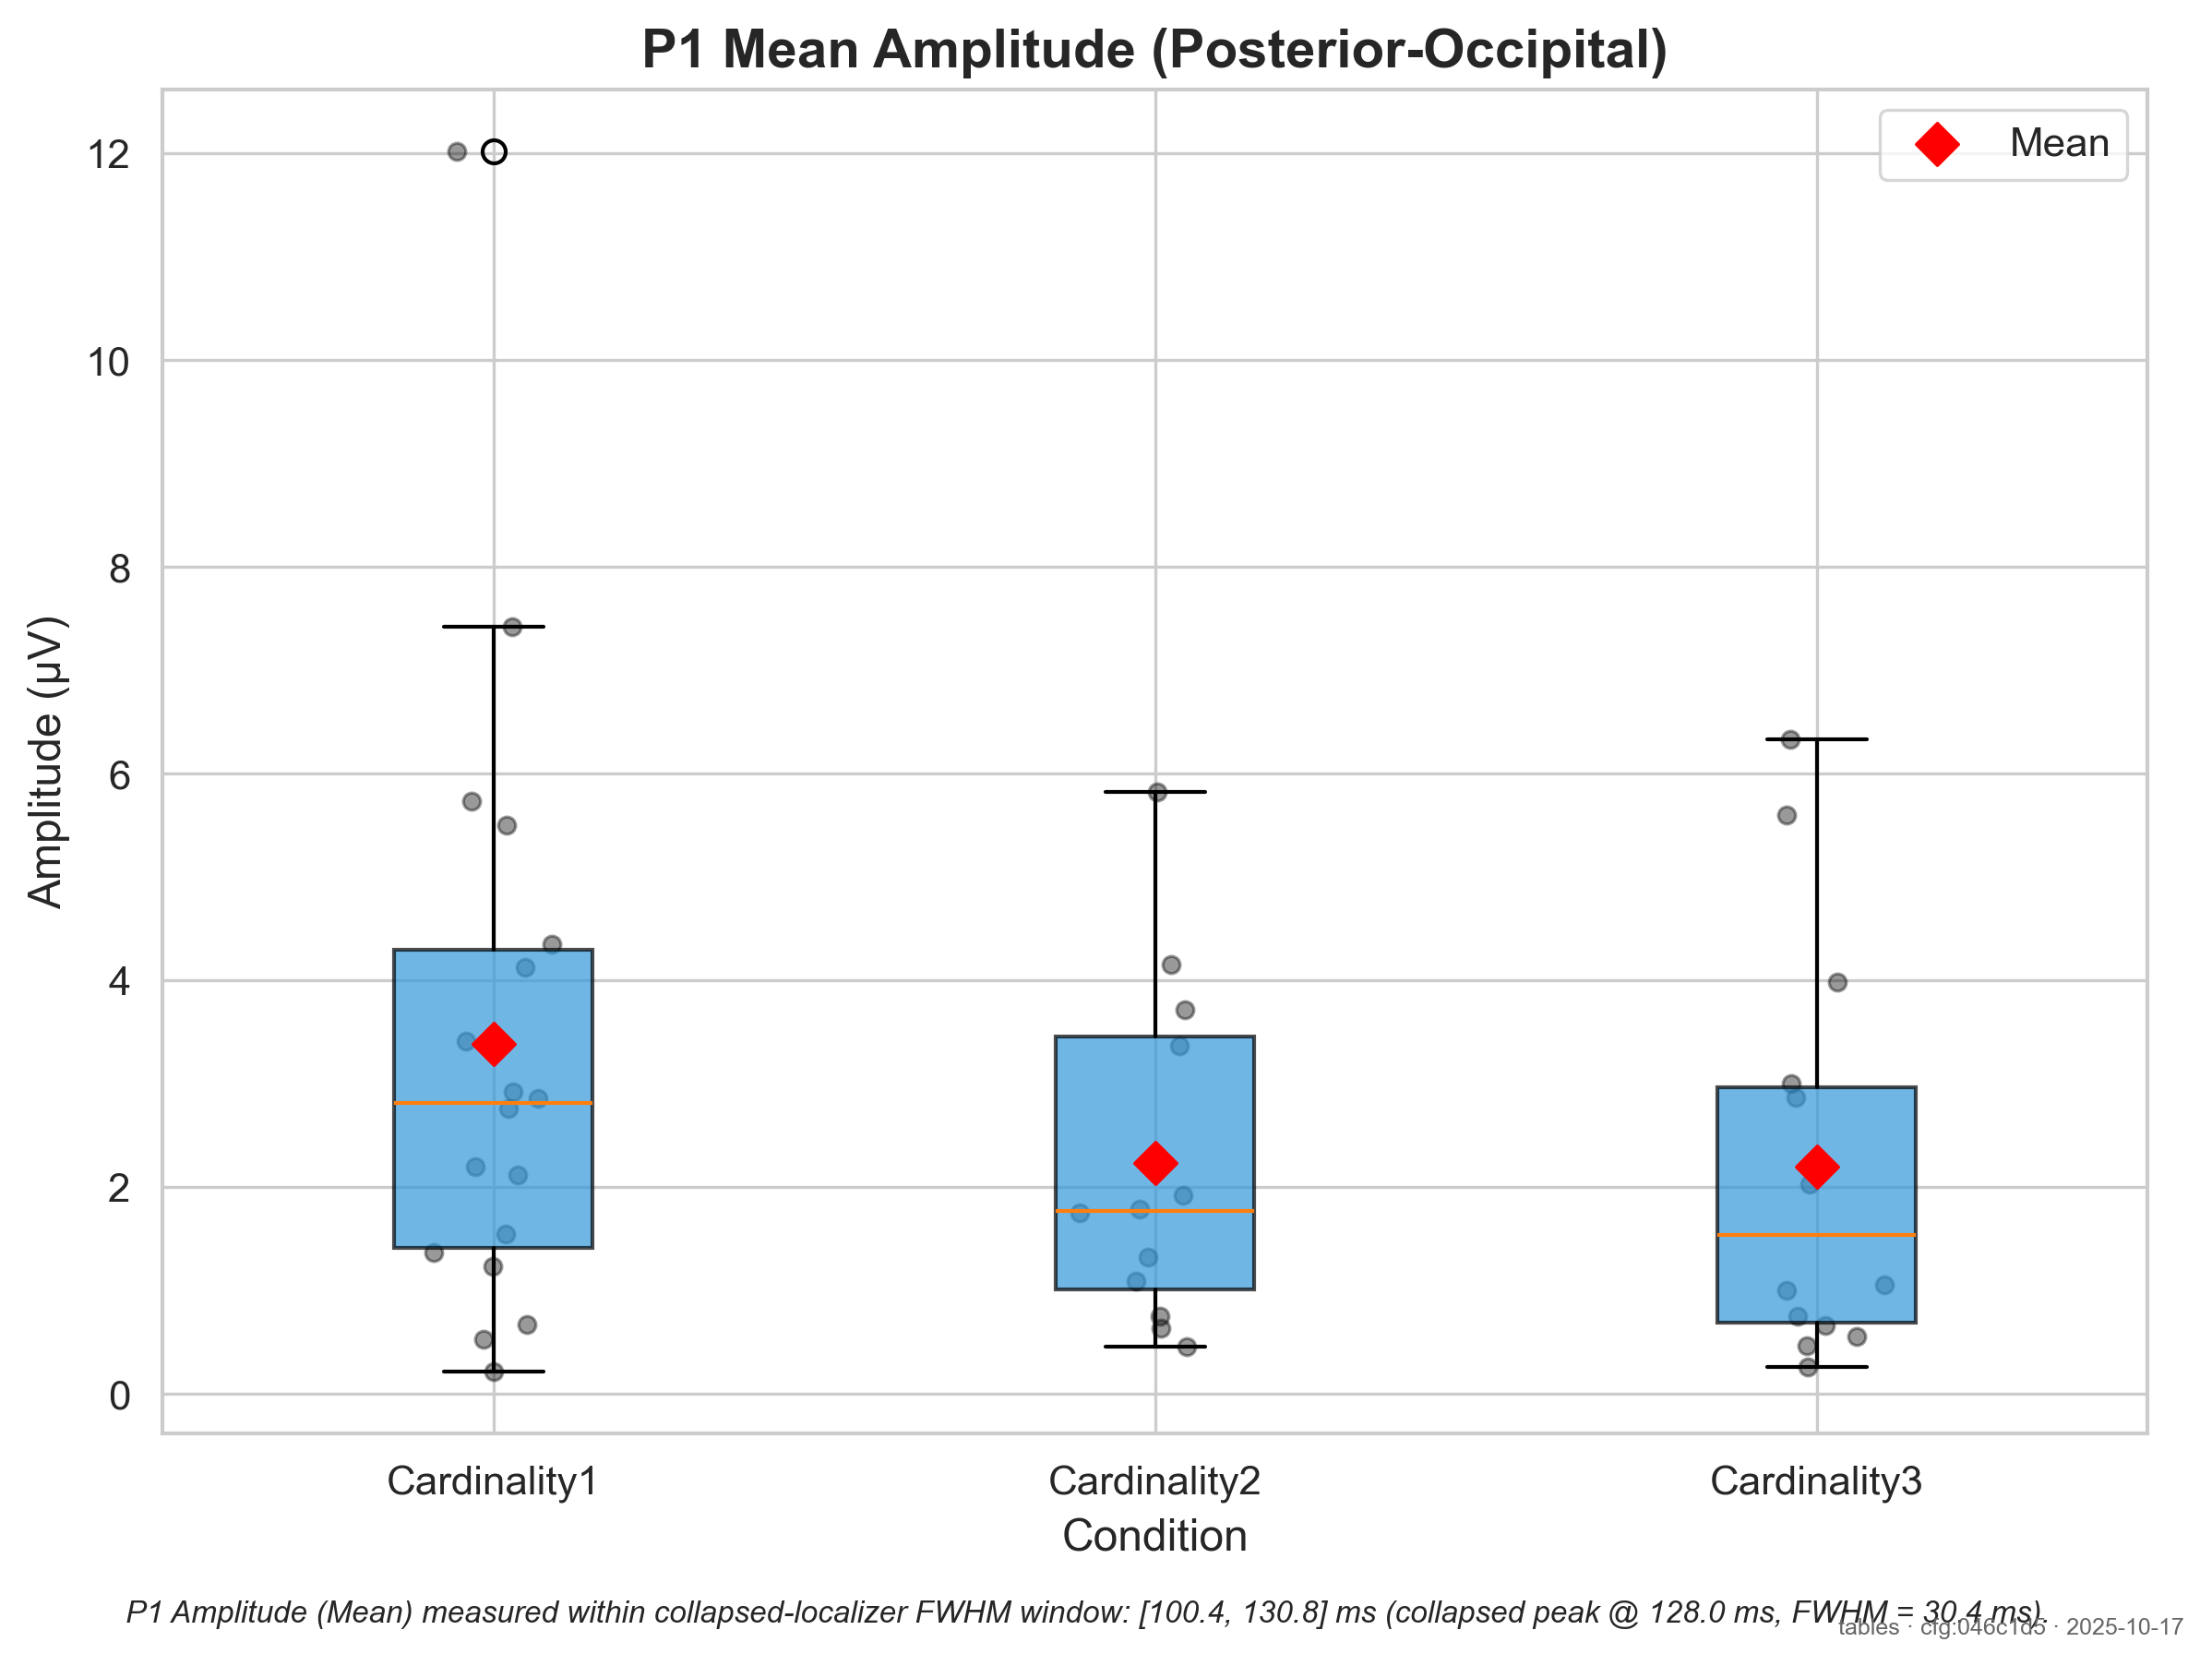 P1 Mean Amplitude (Posterior-Occipital)
Mean
12
10
8
6
4
2
0
Amplitude (µV)
Cardinality1 Cardinality2 Cardinality3
Condition
P1 Amplitude (Mean) measured within collapsed-localizer FWHM window: [100.4, 130.8] ms (collapsed peak @ 128.0 ms, FWHM = 30.4 ms).
tables · cfg:046c1d5 · 2025-10-17